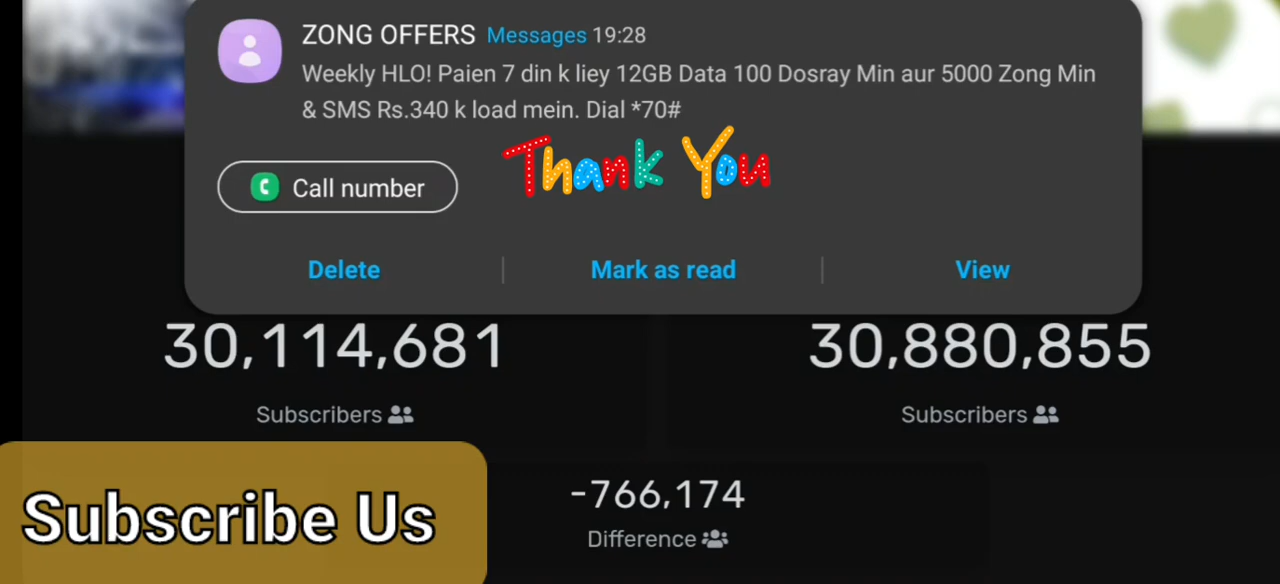 ZONG OFFERS Messages 19:28
Weekly HLO! Paien 7 din k liey 12GB Data 100 Dosray Min aur 5000 Zong Min
& SMS Rs.340 k load mein. Dial *70#
Thank You
Call number
Delete Mark as read View
30,114,681 30,880,855
Subscribers Subscribers
-766,174
Subscribe Us
Difference